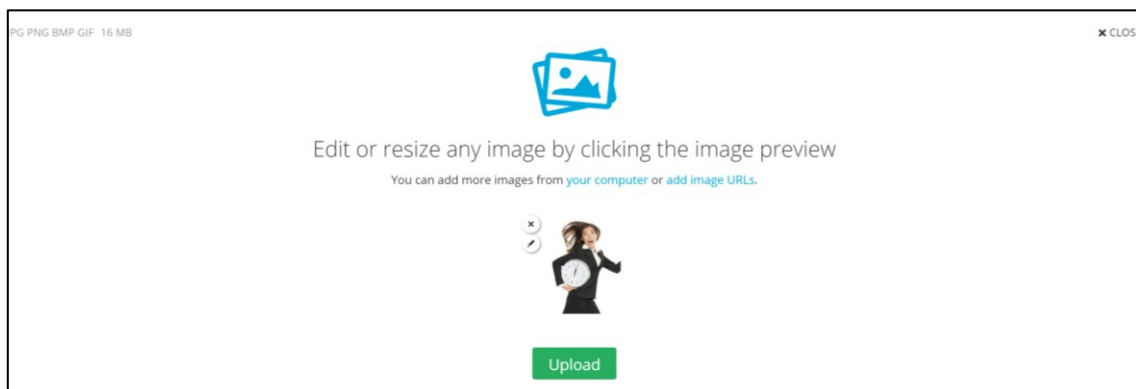 PG PNG BMP GIF 16 MB
CLOS
Edit or resize any image by clicking the image preview
You can add more images from your computer or add image URLs.
Upload